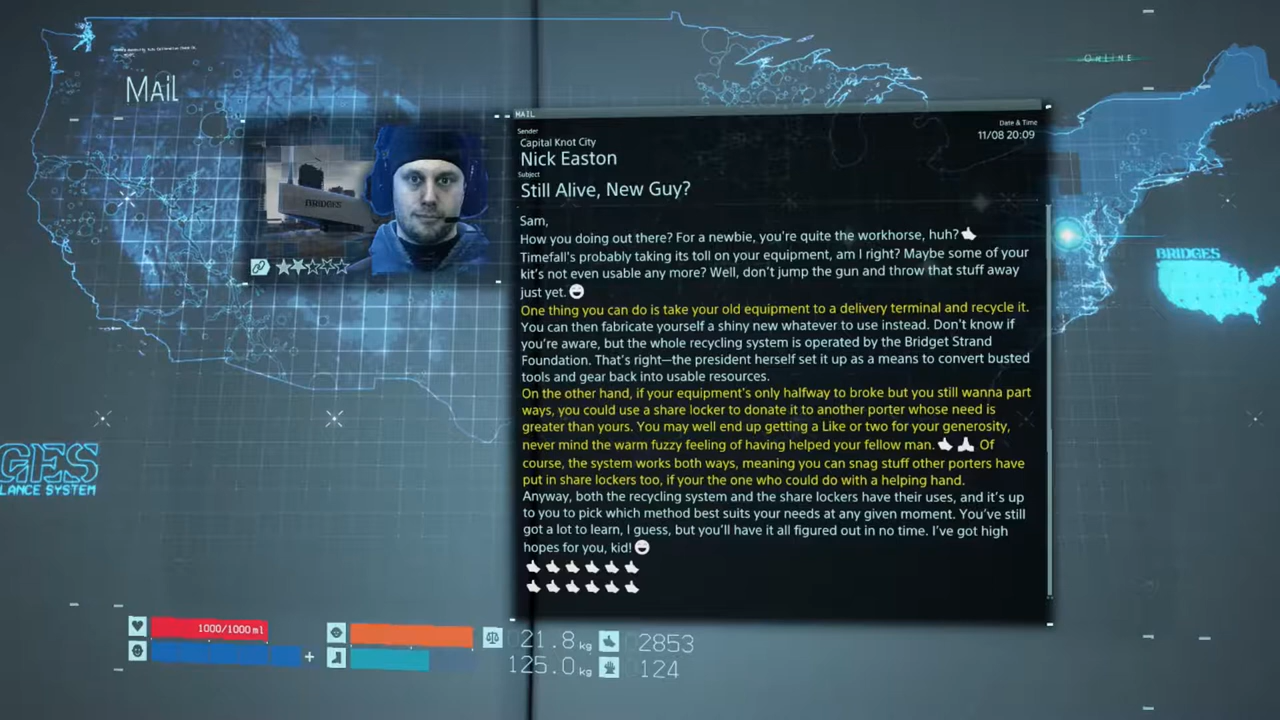 MAIL
ONLINE
MAIL
Sender
Capital Knot City
Nick Easton
Date & Time
11/08 20:09
Subject
Still Alive, New Guy?
Sam,
How you doing out there? For a newbie, you're quite the workhorse, huh?
Timefall's probably taking its toll on your equipment, am I right? Maybe some of your
kit's not even usable any more? Well, don't jump the gun and throw that stuff away
just yet.
One thing you can do is take your old equipment to a delivery terminal and recycle it.
You can then fabricate yourself a shiny new whatever to use instead. Don't know if
you're aware, but the whole recycling system is operated by the Bridget Strand
Foundation. That's right—the president herself set it up as a means to convert busted
tools and gear back into usable resources.
On the other hand, if your equipment's only halfway to broke but you still wanna part
ways, you could use a share locker to donate it to another porter whose need is
greater than yours. You may well end up getting a Like or two for your generosity,
never mind the warm fuzzy feeling of having helped your fellow man. Of
course, the system works both ways, meaning you can snag stuff other porters have
put in share lockers too, if your the one who could do with a helping hand.
Anyway, both the recycling system and the share lockers have their uses, and it's up
to you to pick which method best suits your needs at any given moment. You've still
got a lot to learn, I guess, but you'll have it all figured out in no time. I've got high
hopes for you, kid!
BRIDGES
BRIDGES
GES
LANCE SYSTEM
1000/1000 ml
021.8 kg
125.0 kg
02853
124